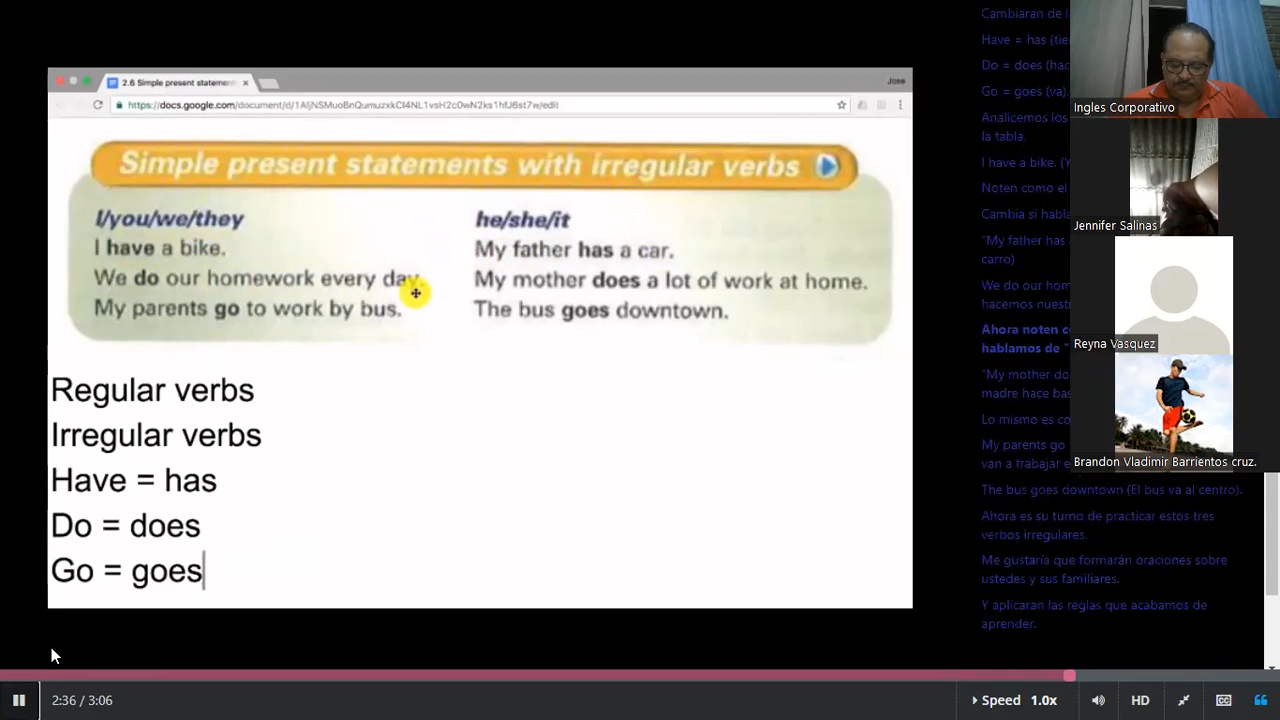 2.6 Simple present statement
Jose
https://docs.google.com/document/d/1AIjNSMuoBnQumuzxkCI4NL1vsH2c0wN2ks1hfJ6st7w/edit
Simple present statements with irregular verbs
I/you/we/they
I have a bike.
We do our homework every day.
My parents go to work by bus.
he/she/it
My father has a car.
My mother does a lot of work at home.
The bus goes downtown.
Regular verbs
Irregular verbs
Have = has
Do = does
Go = goes
Cambiaran de
Have = has (tie
Do = does (hac
Go = goes (va).
Analicemos los
la tabla.
I have a bike. (Y
Noten como el
Cambia si habla
"My father has
carro)
We do our hom
hacemos nuest
Ahora noten c
hablamos de "
"My mother do
madre hace bas
Lo mismo es co
My parents go
van a trabajar e
The bus goes downtown (El bus va al centro).
Ahora es su turno de practicar estos tres
verbos irregulares.
Me gustaría que formarán oraciones sobre
ustedes y sus familiares.
Y aplicaran las reglas que acabamos de
aprender.
Ingles Corporativo
Jennifer Salinas
Reyna Vasquez
Brandon Vladimir Barrientos cruz.
2:36 / 3:06
Speed 1.0x
HD
CC